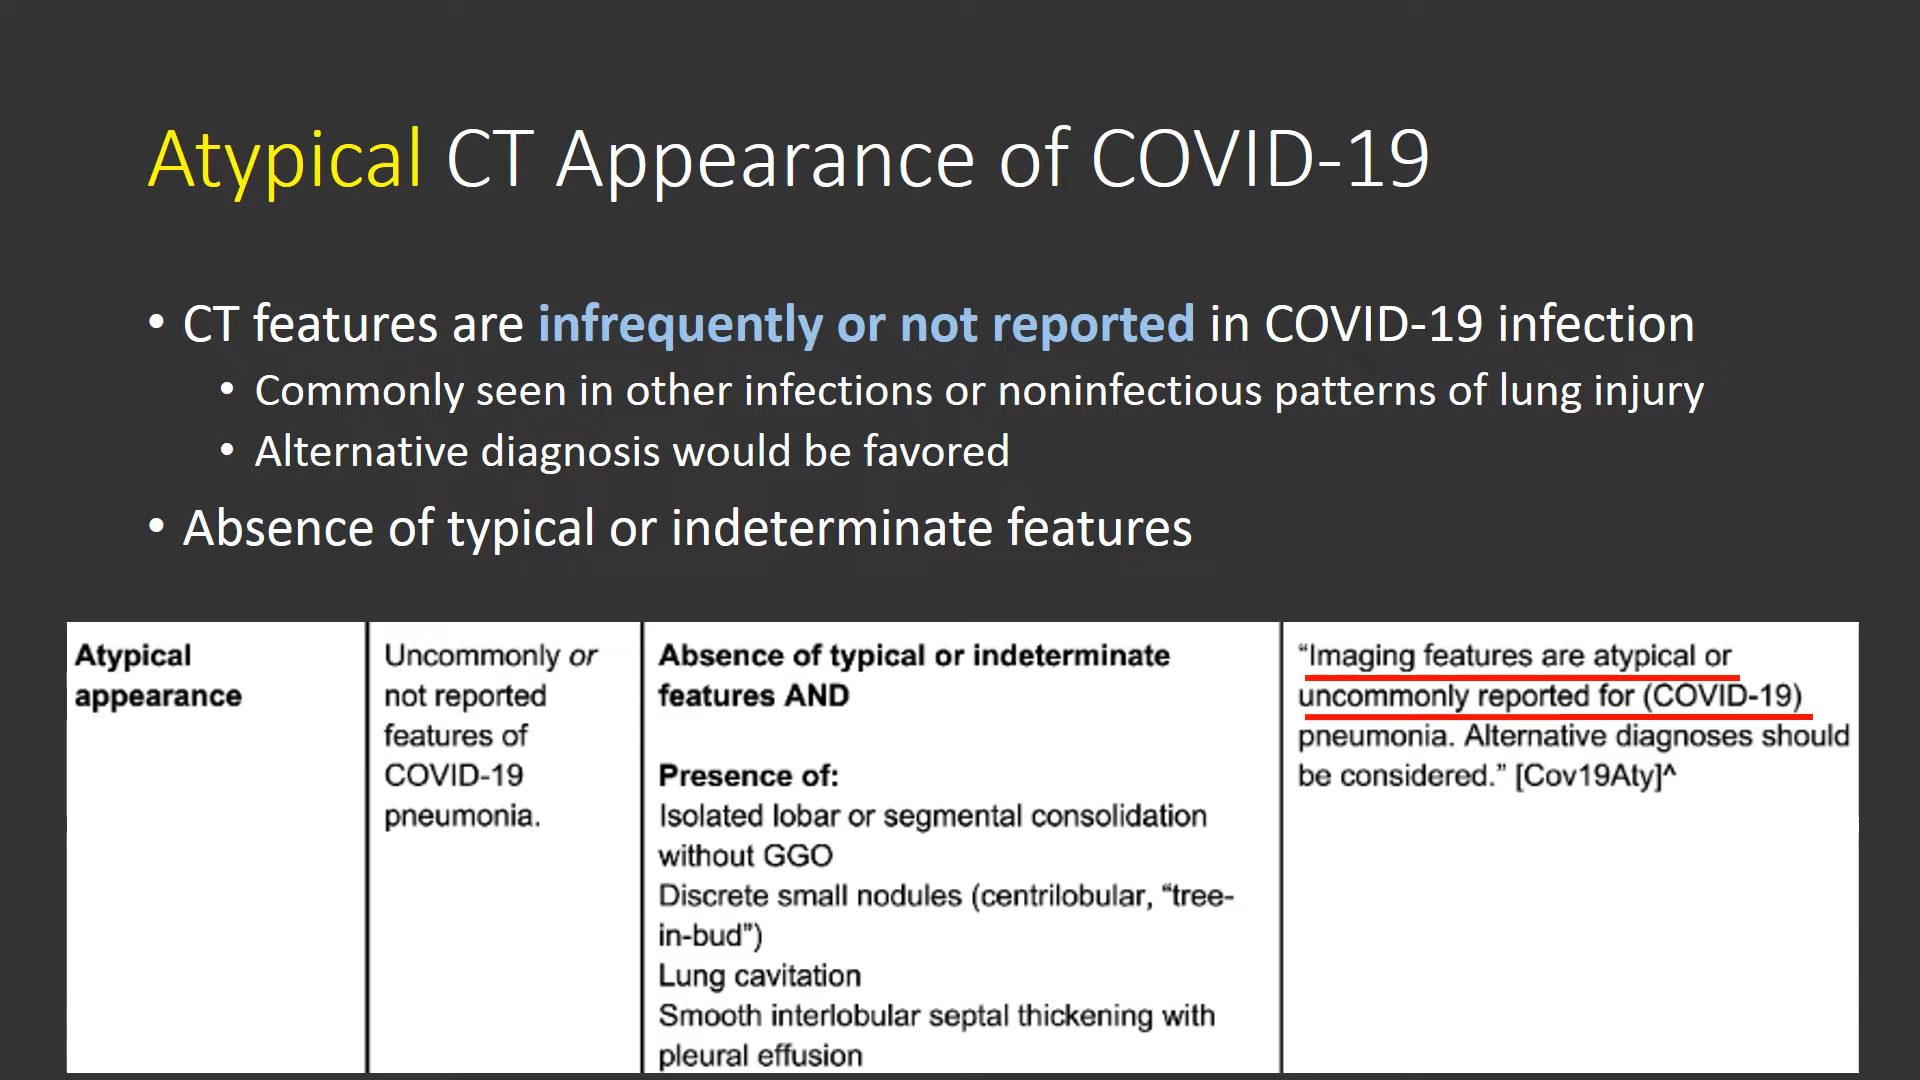 Atypical CT Appearance of COVID-19
• CT features are infrequently or not reported in COVID-19 infection
• Commonly seen in other infections or noninfectious patterns of lung injury
• Alternative diagnosis would be favored
• Absence of typical or indeterminate features
Atypical
appearance
Uncommonly or
not reported
features of
COVID-19
pneumonia.
Absence of typical or indeterminate
features AND
Presence of:
Isolated lobar or segmental consolidation
without GGO
Discrete small nodules (centrilobular, “tree-
in-bud”)
Lung cavitation
Smooth interlobular septal thickening with
pleural effusion
“Imaging features are atypical or
uncommonly reported for (COVID-19)
pneumonia. Alternative diagnoses should
be considered.” [Cov19Aty]^